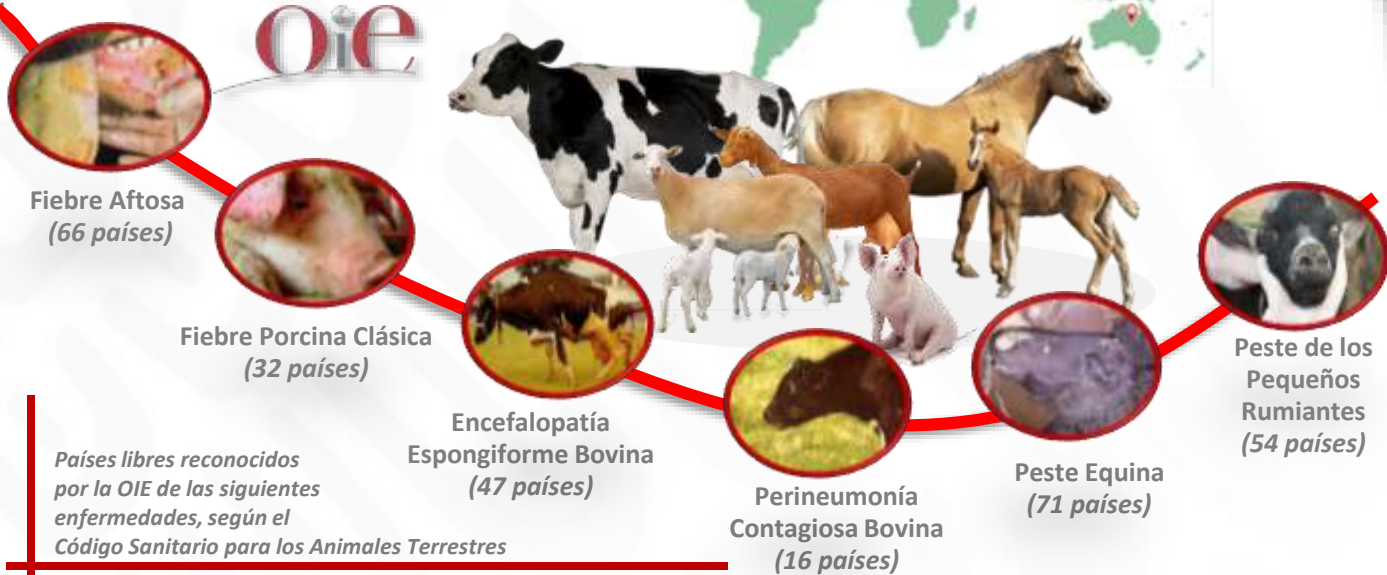 OiE
Fiebre Aftosa
(66 países)
Fiebre Porcina Clásica
(32 países)
Encefalopatía
Espongiforme Bovina
(47 países)
Perineumonía
Contagiosa Bovina
(16 países)
Peste Equina
(71 países)
Peste de los
Pequeños
Rumiantes
(54 países)
Países libres reconocidos
por la OIE de las siguientes
enfermedades, según el
Código Sanitario para los Animales Terrestres